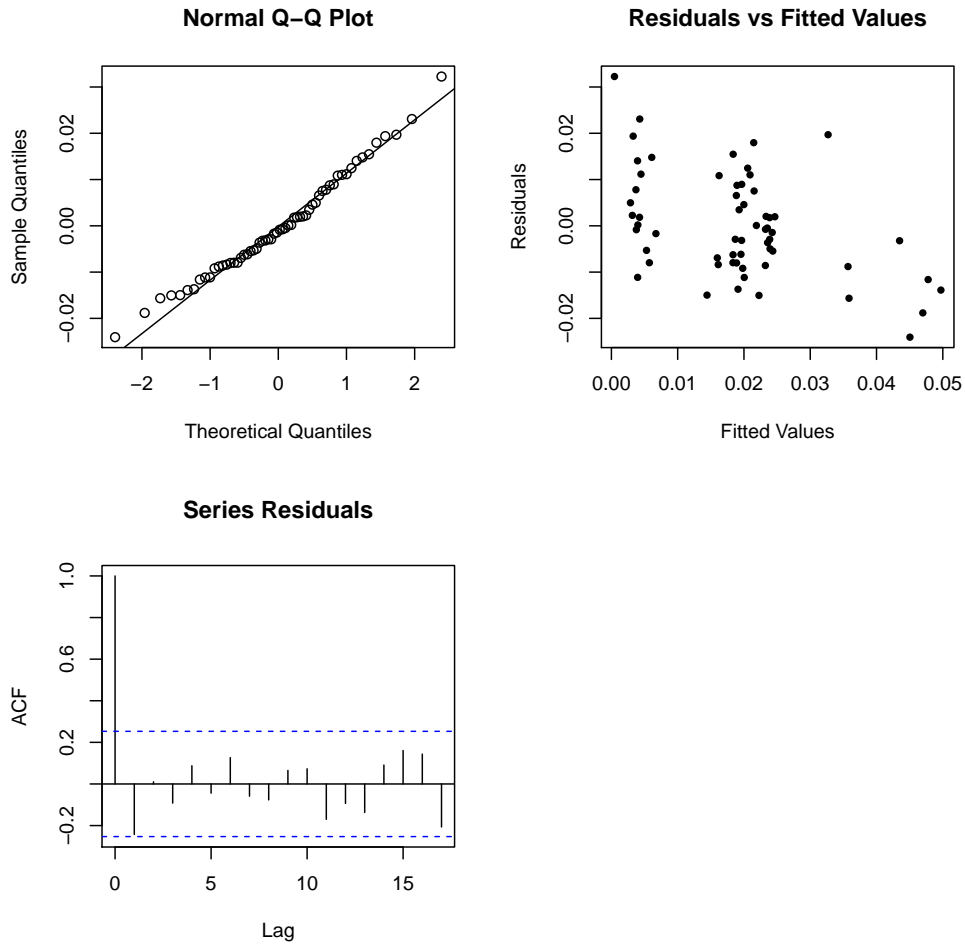 Normal Q−Q Plot
Sample Quantiles
0.02
0.00
−0.02
−2 −1 0 1 2
Theoretical Quantiles
Residuals vs Fitted Values
Residuals
0.02
0.00
−0.02
0.00 0.01 0.02 0.03 0.04 0.05
Fitted Values
Series Residuals
ACF
1.0
0.6
0.2
−0.2
0 5 10 15
Lag